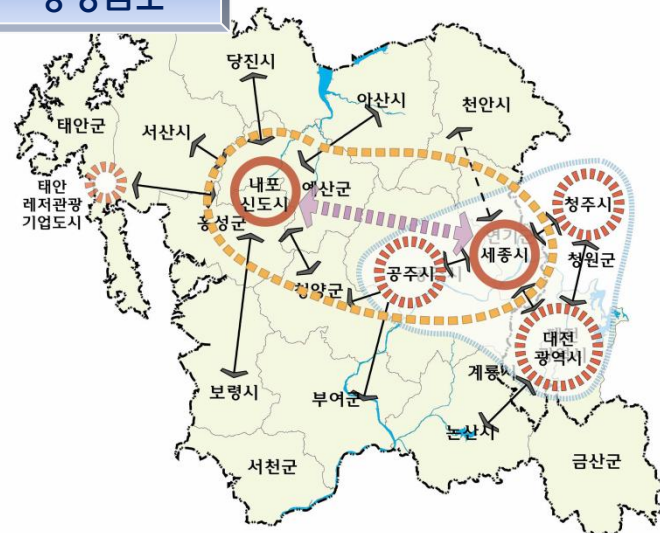 당진시
아산시
천안시
태안군
서산시
태안
레저관광
기업도시
내포
신도시
예산군
홍성군
청주시
연기군
세종시
청원군
공주시
청양군
대전
광역시
계룡시
보령시
부여군
논산시
서천군
금산군